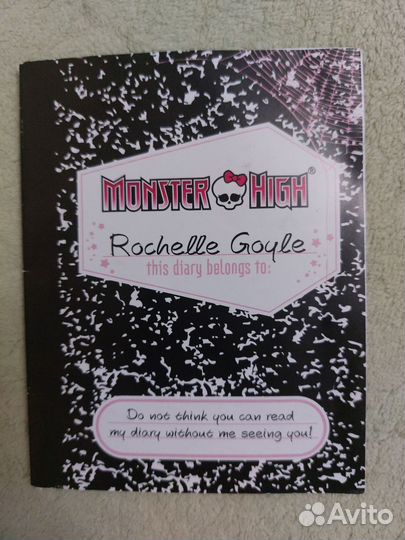 MONSTER HIGH®
Rochelle Goyle
this diary belongs to:
Do not think you can read
my diary without me seeing you!
Avito